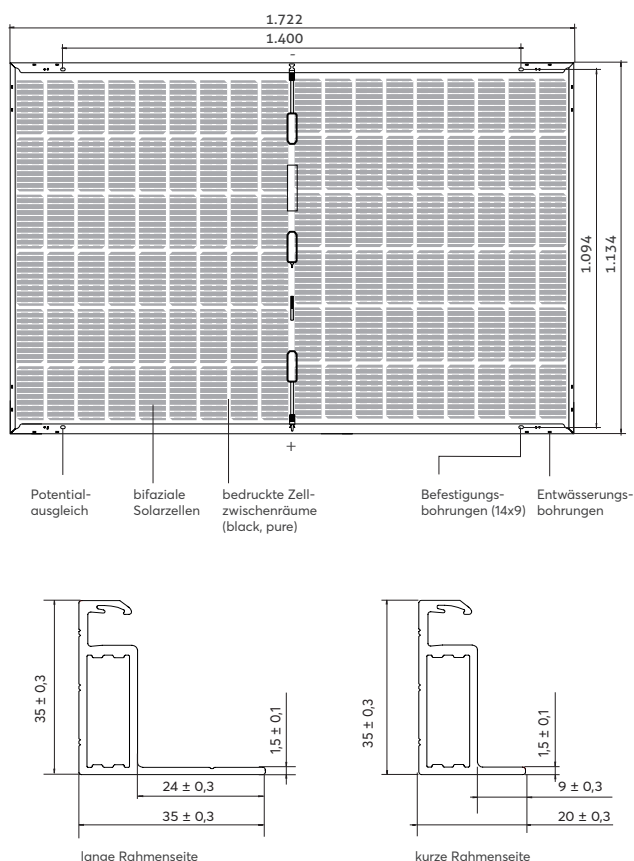 1.722
1.400
-
1.094
1.134
+
Potential-
ausgleich
bifaziale
Solarzellen
bedruckte Zell-
zwischenräume
(black, pure)
Befestigungs-
bohrungen (14x9)
Entwässerungs-
bohrungen
35 ± 0,3
1,5 ± 0,1
24 ± 0,3
35 ± 0,3
lange Rahmenseite
35 ± 0,3
1,5 ± 0,1
9 ± 0,3
20 ± 0,3
kurze Rahmenseite